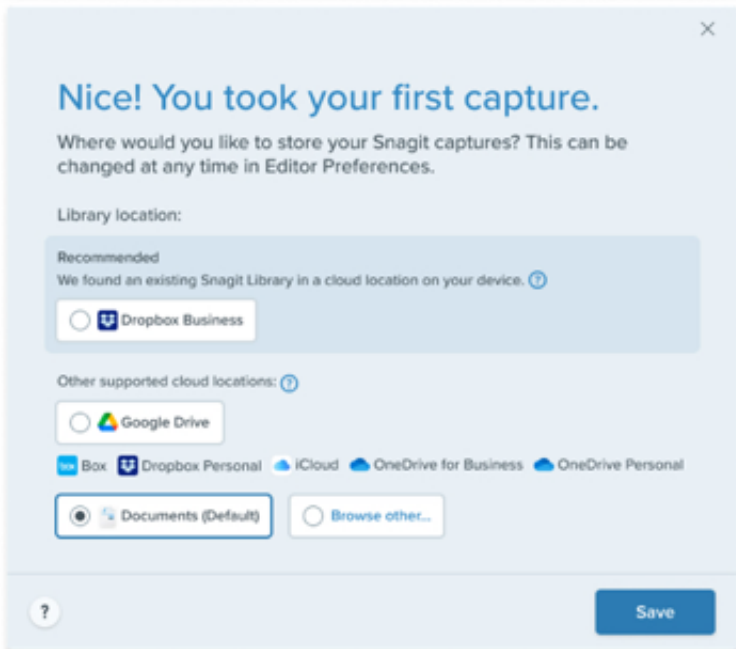 Nice! You took your first capture.
Where would you like to store your Snagit captures? This can be
changed at any time in Editor Preferences.
Library location:
Recommended
We found an existing Snagit Library in a cloud location on your device. ?
Dropbox Business
Other supported cloud locations: ?
Google Drive
box Box Dropbox Personal iCloud OneDrive for Business OneDrive Personal
Documents (Default) Browse other...
? Save